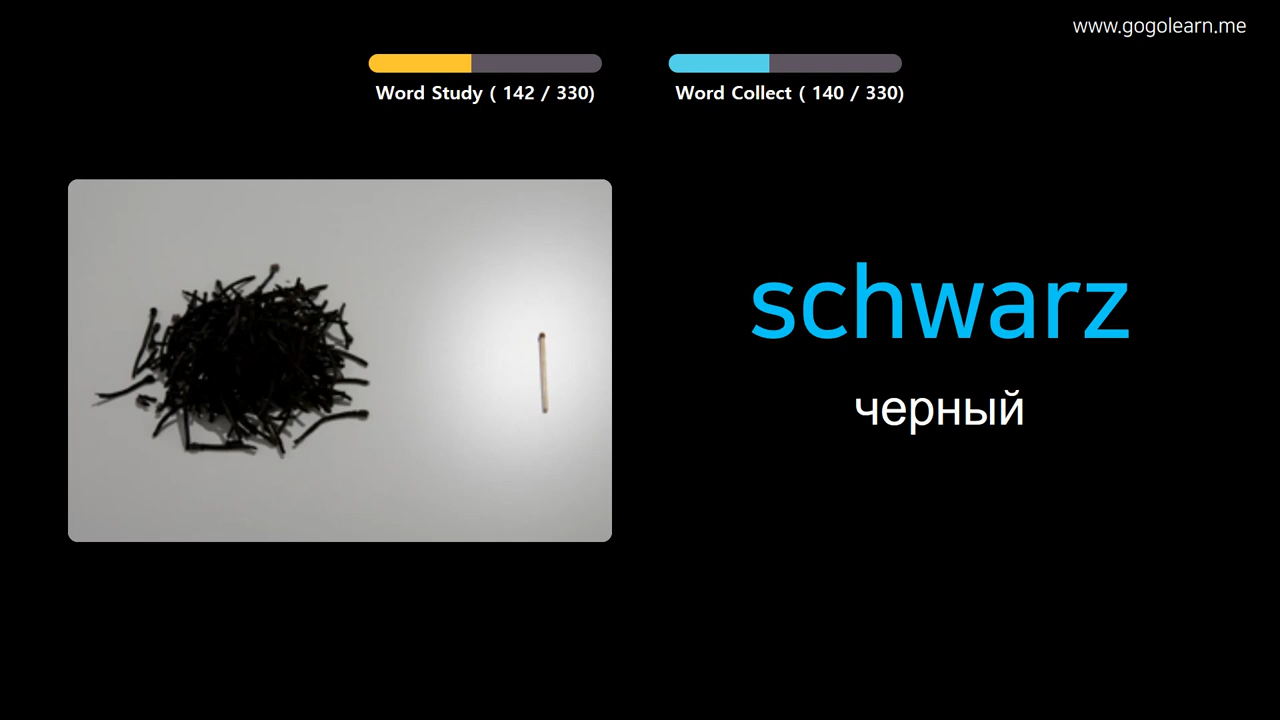 www.gogolearn.me
Word Study ( 142 / 330)
Word Collect ( 140 / 330)
schwarz
черный